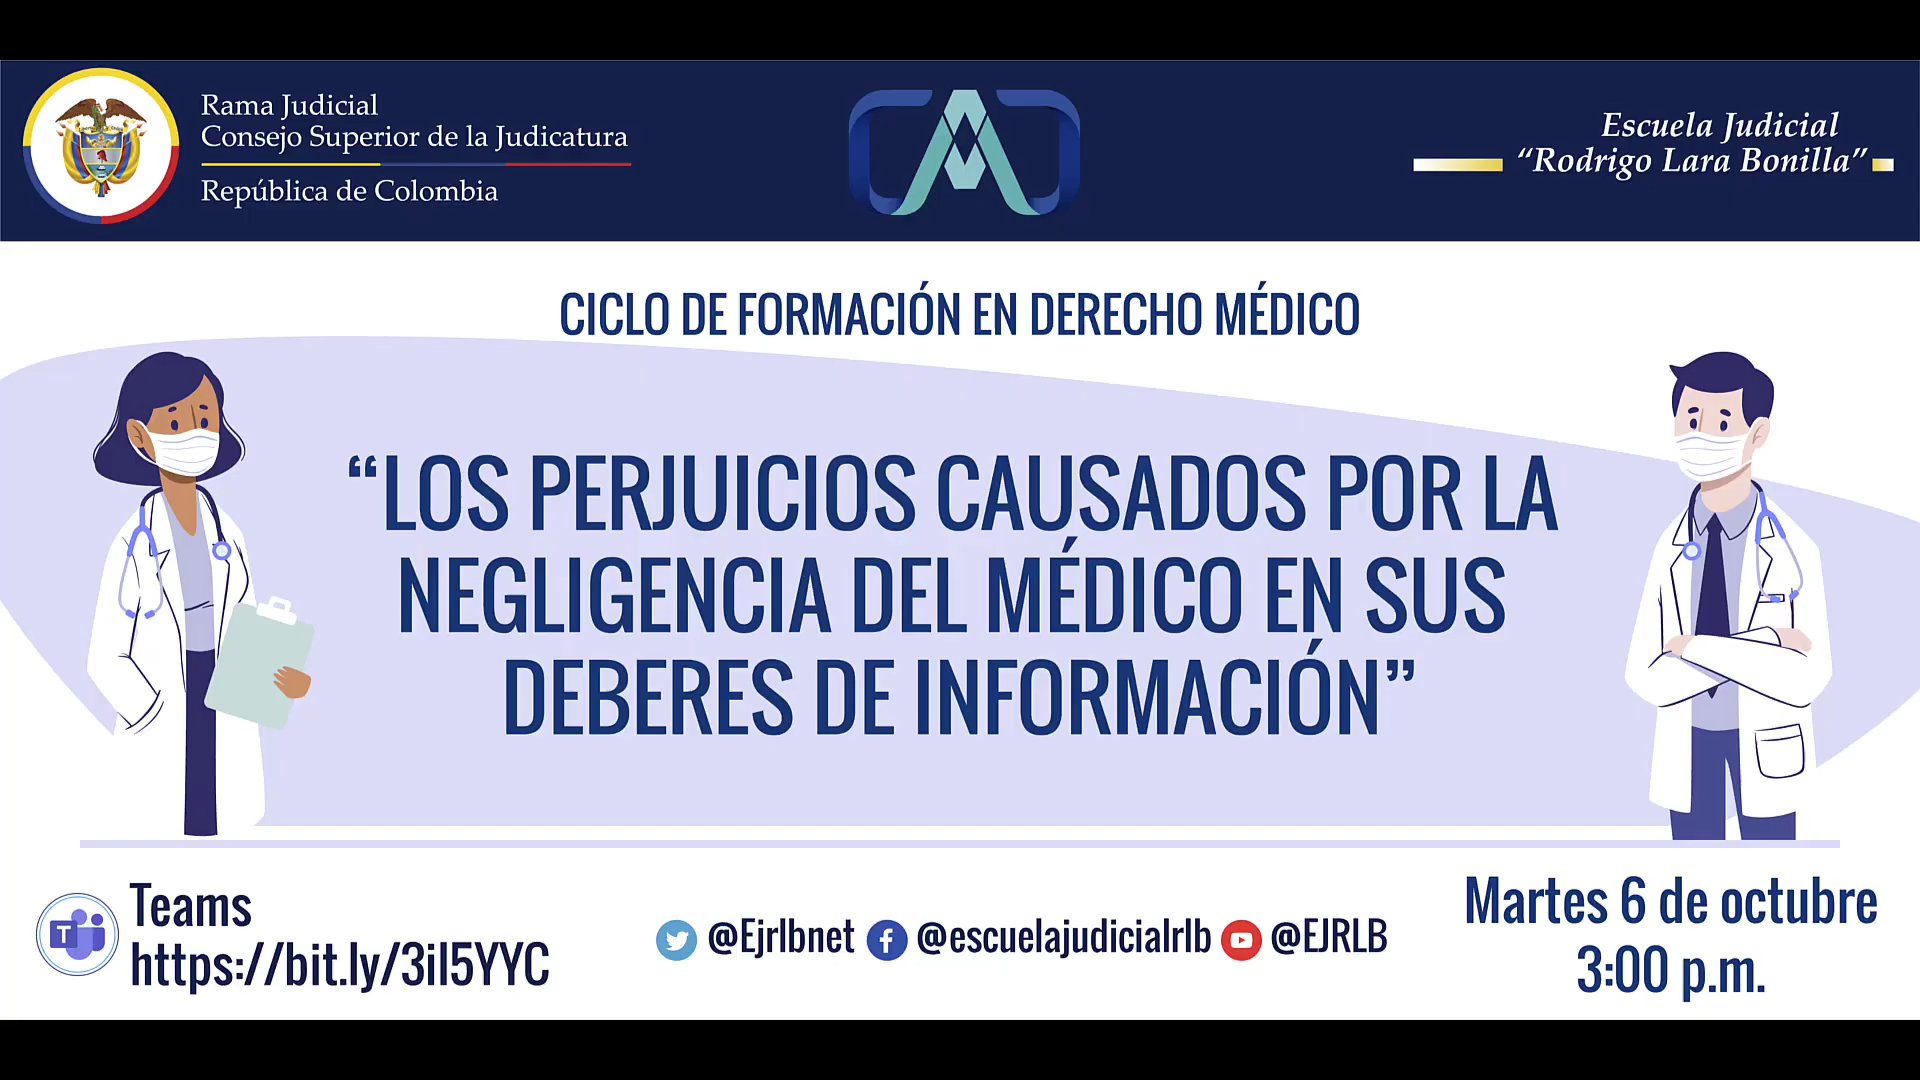 Rama Judicial
Consejo Superior de la Judicatura
República de Colombia
Escuela Judicial
“Rodrigo Lara Bonilla”
CICLO DE FORMACIÓN EN DERECHO MÉDICO
“LOS PERJUICIOS CAUSADOS POR LA
NEGLIGENCIA DEL MÉDICO EN SUS
DEBERES DE INFORMACIÓN”
Teams
https://bit.ly/3il5YYC
@Ejrlbnet @escuelajudicialrlb @EJRLB
Martes 6 de octubre
3:00 p.m.